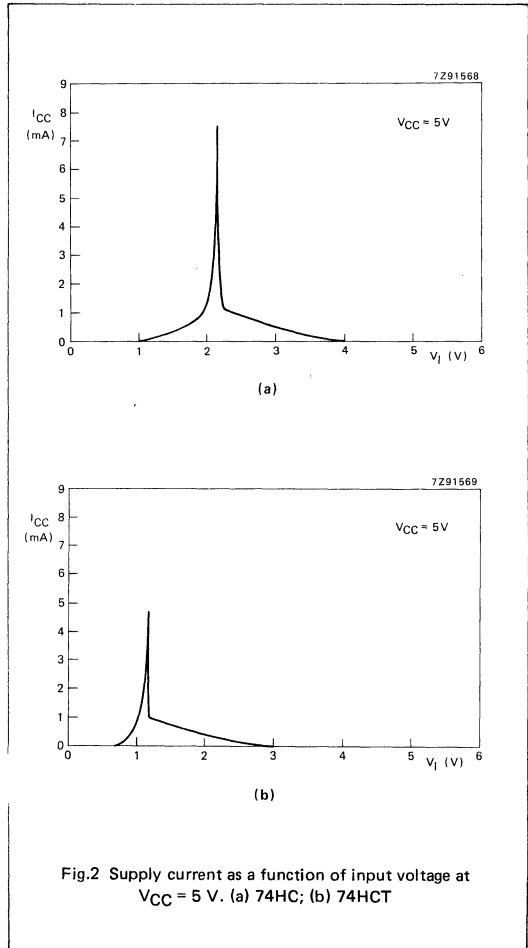 7Z91568
9
ICC
(mA)
8
VCC = 5V
7
6
5
4
3
2
1
0
0 1 2 3 4 5 6
VI (V)
(a)
7Z91569
9
ICC
(mA)
8
VCC = 5V
7
6
5
4
3
2
1
0
0 1 2 3 4 5 6
VI (V)
(b)
Fig.2 Supply current as a function of input voltage at
VCC = 5 V. (a) 74HC; (b) 74HCT